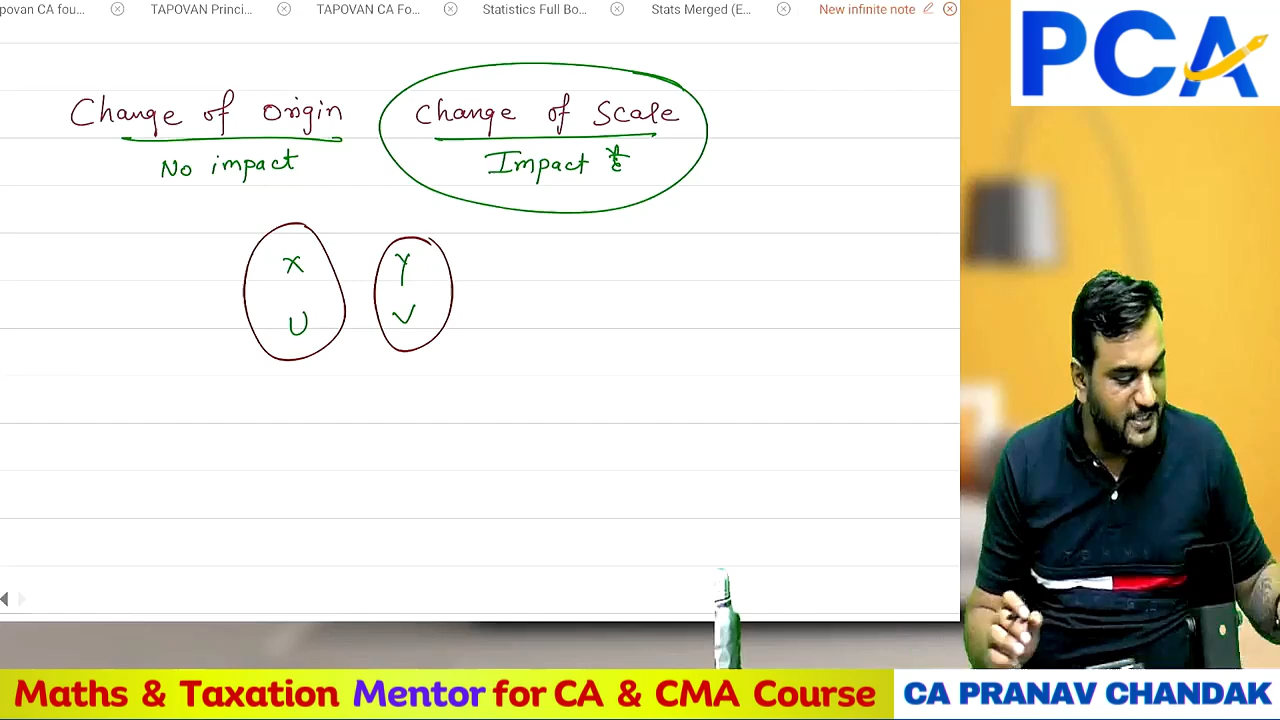 povan CA fou... TAPOVAN Princi... TAPOVAN CA Fo... Statistics Full Bo... Stats Merged (E... New infinite note
PCA
Change of Origin Change of Scale
No impact Impact
X Y
U V
Maths & Taxation Mentor for CA & CMA Course CA PRANAV CHANDAK